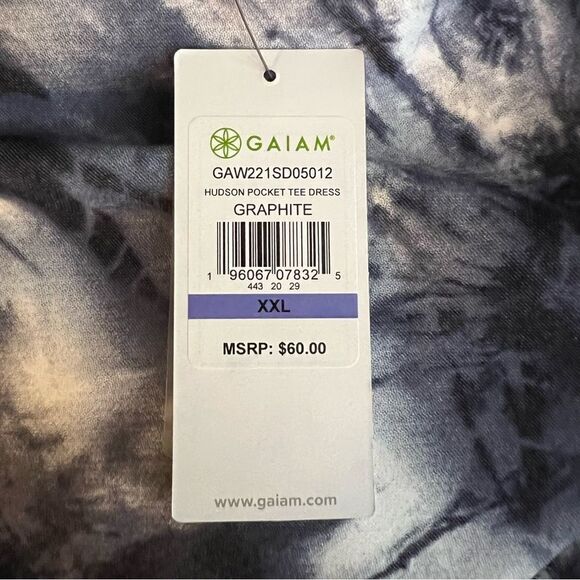 GAIAM®
GAW221SD05012
HUDSON POCKET TEE DRESS
GRAPHITE
1 96067 07832 5
443 20 29
XXL
MSRP: $60.00
www.gaiam.com